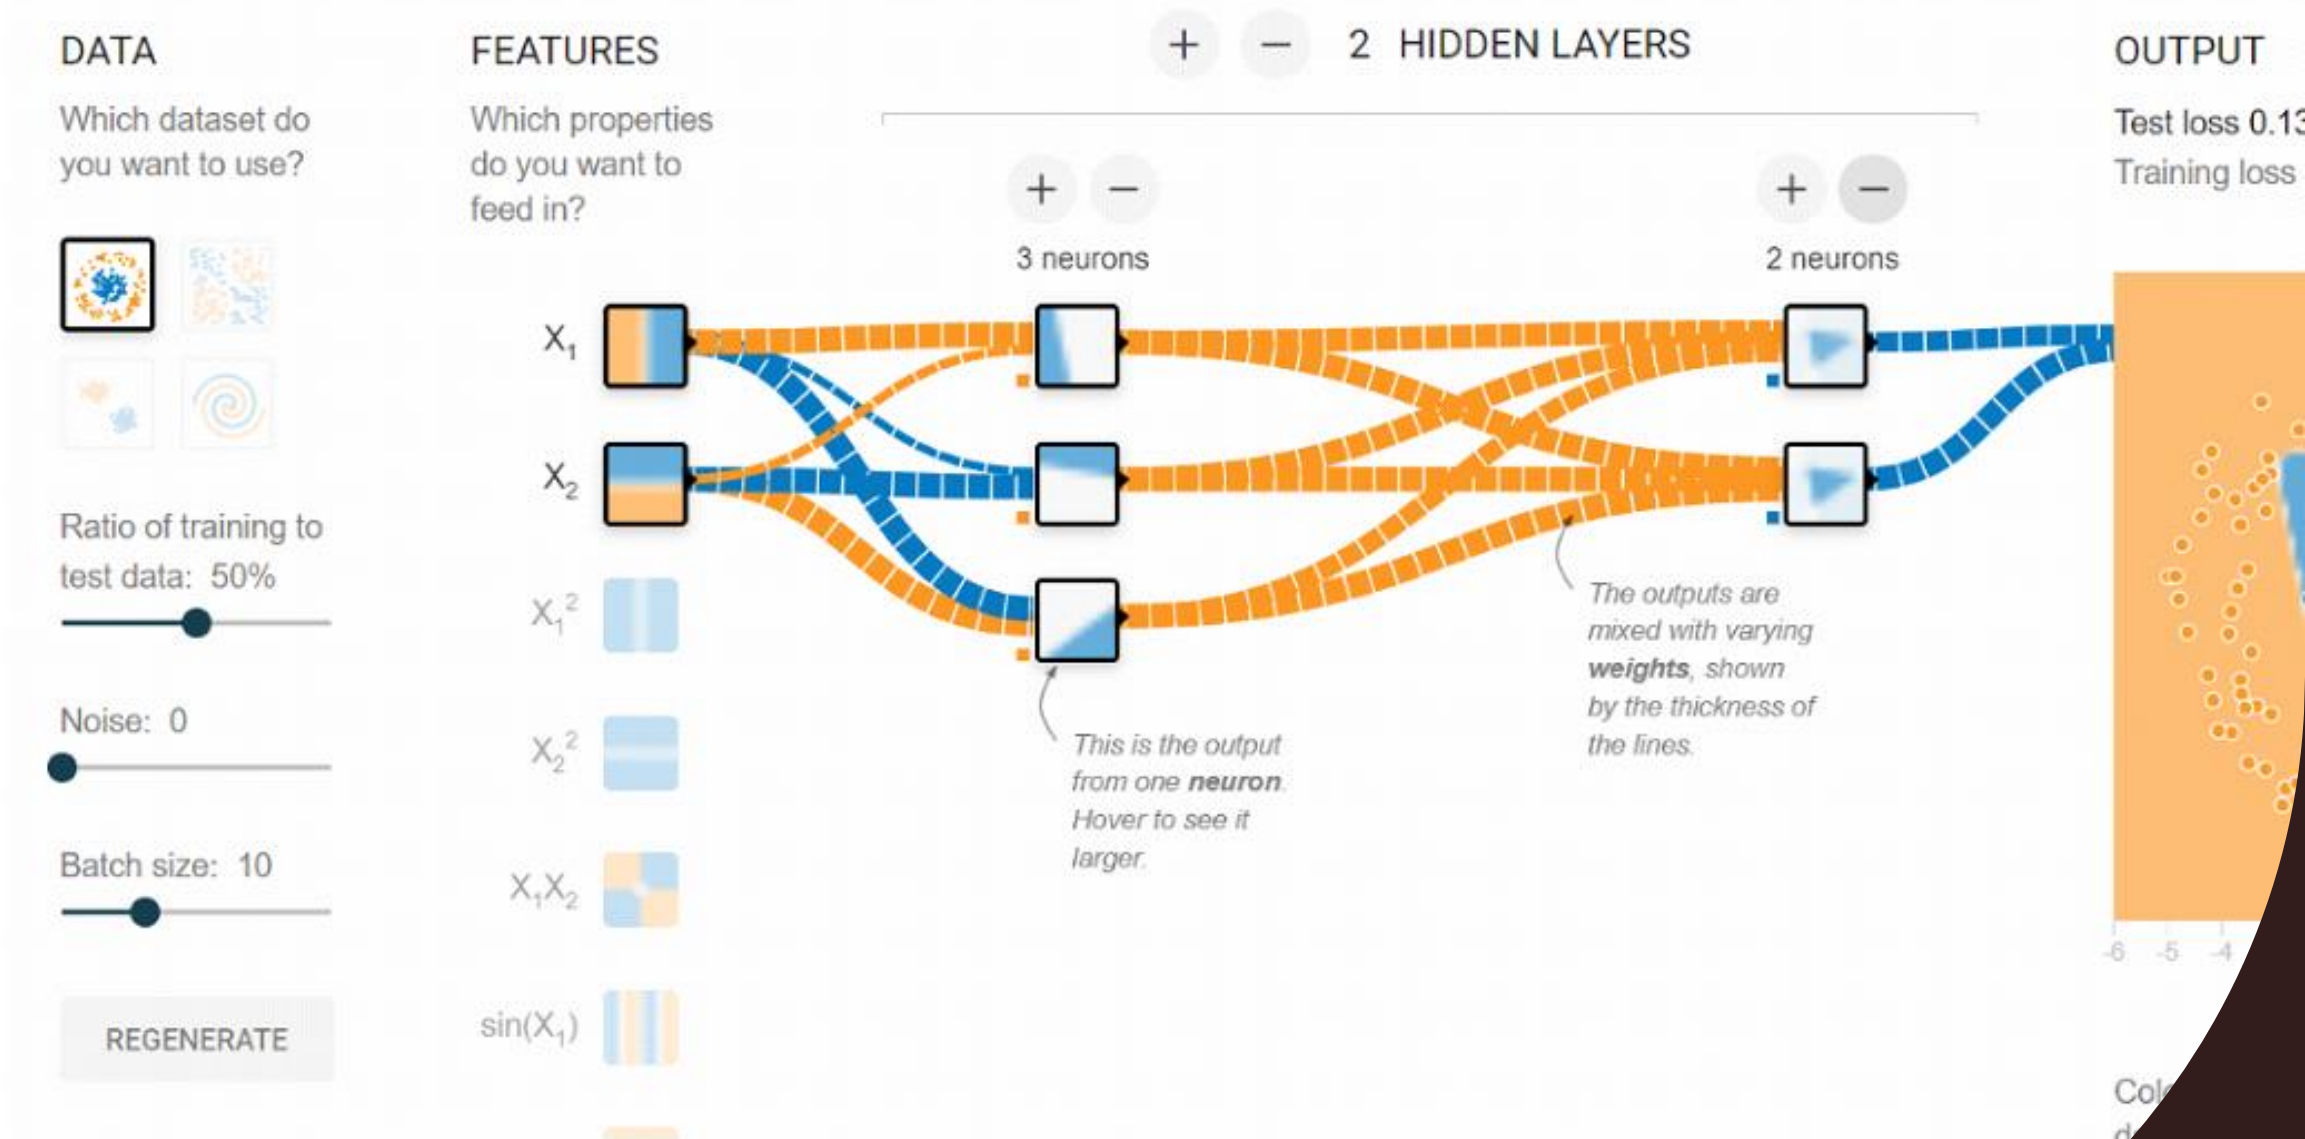 DATA
Which dataset do
you want to use?
Ratio of training to
test data: 50%
Noise: 0
Batch size: 10
REGENERATE
FEATURES
Which properties
do you want to
feed in?
X₁
X₂
X₁²
X₂²
X₁X₂
sin(X₁)
+ − 2 HIDDEN LAYERS
+ −
3 neurons
+ −
2 neurons
This is the output
from one neuron.
Hover to see it
larger.
The outputs are
mixed with varying
weights, shown
by the thickness of
the lines.
OUTPUT
Test loss 0.13
Training loss
-6 -5 -4